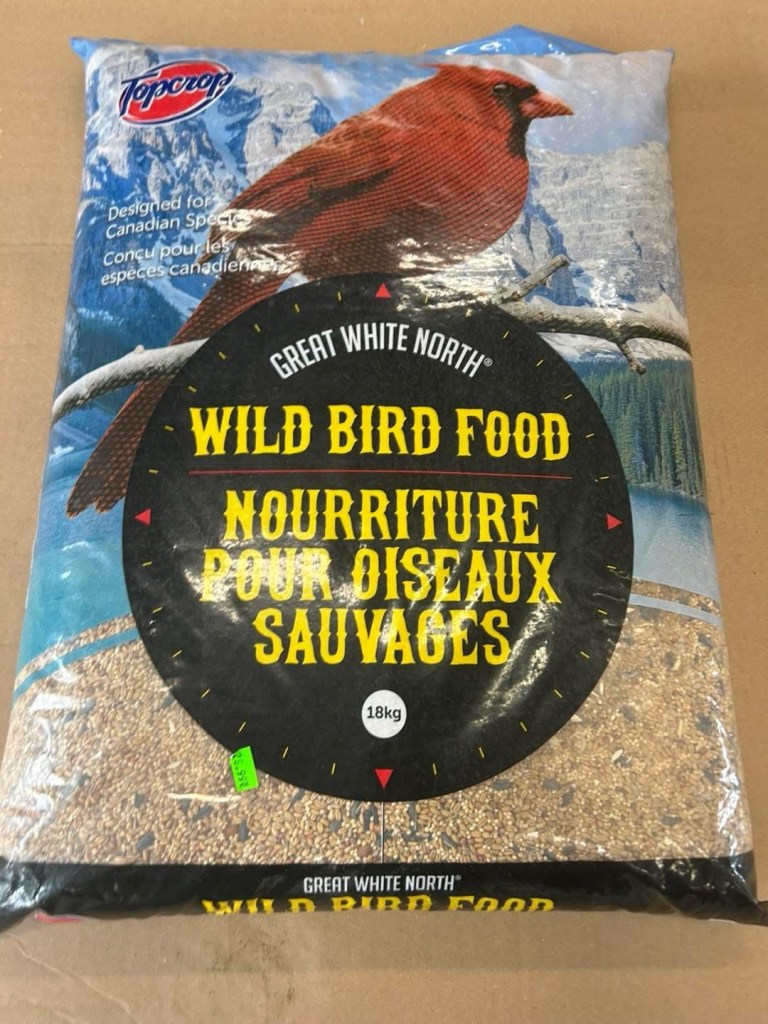 Topcrop
Designed for
Canadian Species
Conçu pour les
espèces canadiennes
GREAT WHITE NORTH®
WILD BIRD FOOD
NOURRITURE
POUR OISEAUX
SAUVAGES
18kg
GREAT WHITE NORTH®
WILD BIRD FOOD